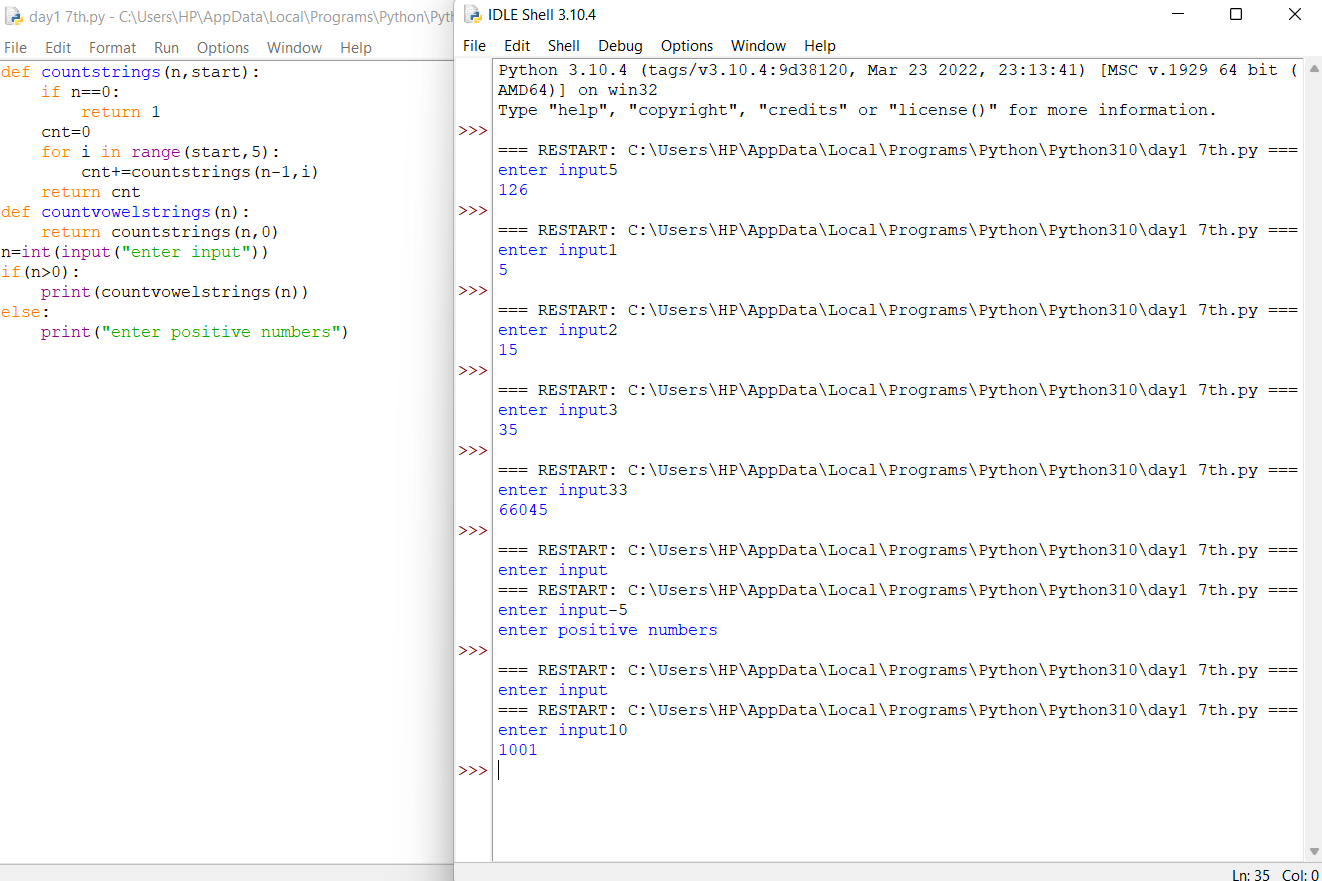 day1 7th.py - C:\Users\HP\AppData\Local\Programs\Python\Pyth
File Edit Format Run Options Window Help
def countstrings(n,start):
    if n==0:
        return 1
    cnt=0
    for i in range(start,5):
        cnt+=countstrings(n-1,i)
    return cnt
def countvowelstrings(n):
    return countstrings(n,0)
n=int(input("enter input"))
if(n>0):
    print(countvowelstrings(n))
else:
    print("enter positive numbers")
IDLE Shell 3.10.4
File Edit Shell Debug Options Window Help
Python 3.10.4 (tags/v3.10.4:9d38120, Mar 23 2022, 23:13:41) [MSC v.1929 64 bit (
AMD64)] on win32
Type "help", "copyright", "credits" or "license()" for more information.
>>>
=== RESTART: C:\Users\HP\AppData\Local\Programs\Python\Python310\day1 7th.py ===
enter input5
126
>>>
=== RESTART: C:\Users\HP\AppData\Local\Programs\Python\Python310\day1 7th.py ===
enter input1
5
>>>
=== RESTART: C:\Users\HP\AppData\Local\Programs\Python\Python310\day1 7th.py ===
enter input2
15
>>>
=== RESTART: C:\Users\HP\AppData\Local\Programs\Python\Python310\day1 7th.py ===
enter input3
35
>>>
=== RESTART: C:\Users\HP\AppData\Local\Programs\Python\Python310\day1 7th.py ===
enter input33
66045
>>>
=== RESTART: C:\Users\HP\AppData\Local\Programs\Python\Python310\day1 7th.py ===
enter input
=== RESTART: C:\Users\HP\AppData\Local\Programs\Python\Python310\day1 7th.py ===
enter input-5
enter positive numbers
>>>
=== RESTART: C:\Users\HP\AppData\Local\Programs\Python\Python310\day1 7th.py ===
enter input
=== RESTART: C:\Users\HP\AppData\Local\Programs\Python\Python310\day1 7th.py ===
enter input10
1001
>>>
Ln: 35 Col: 0